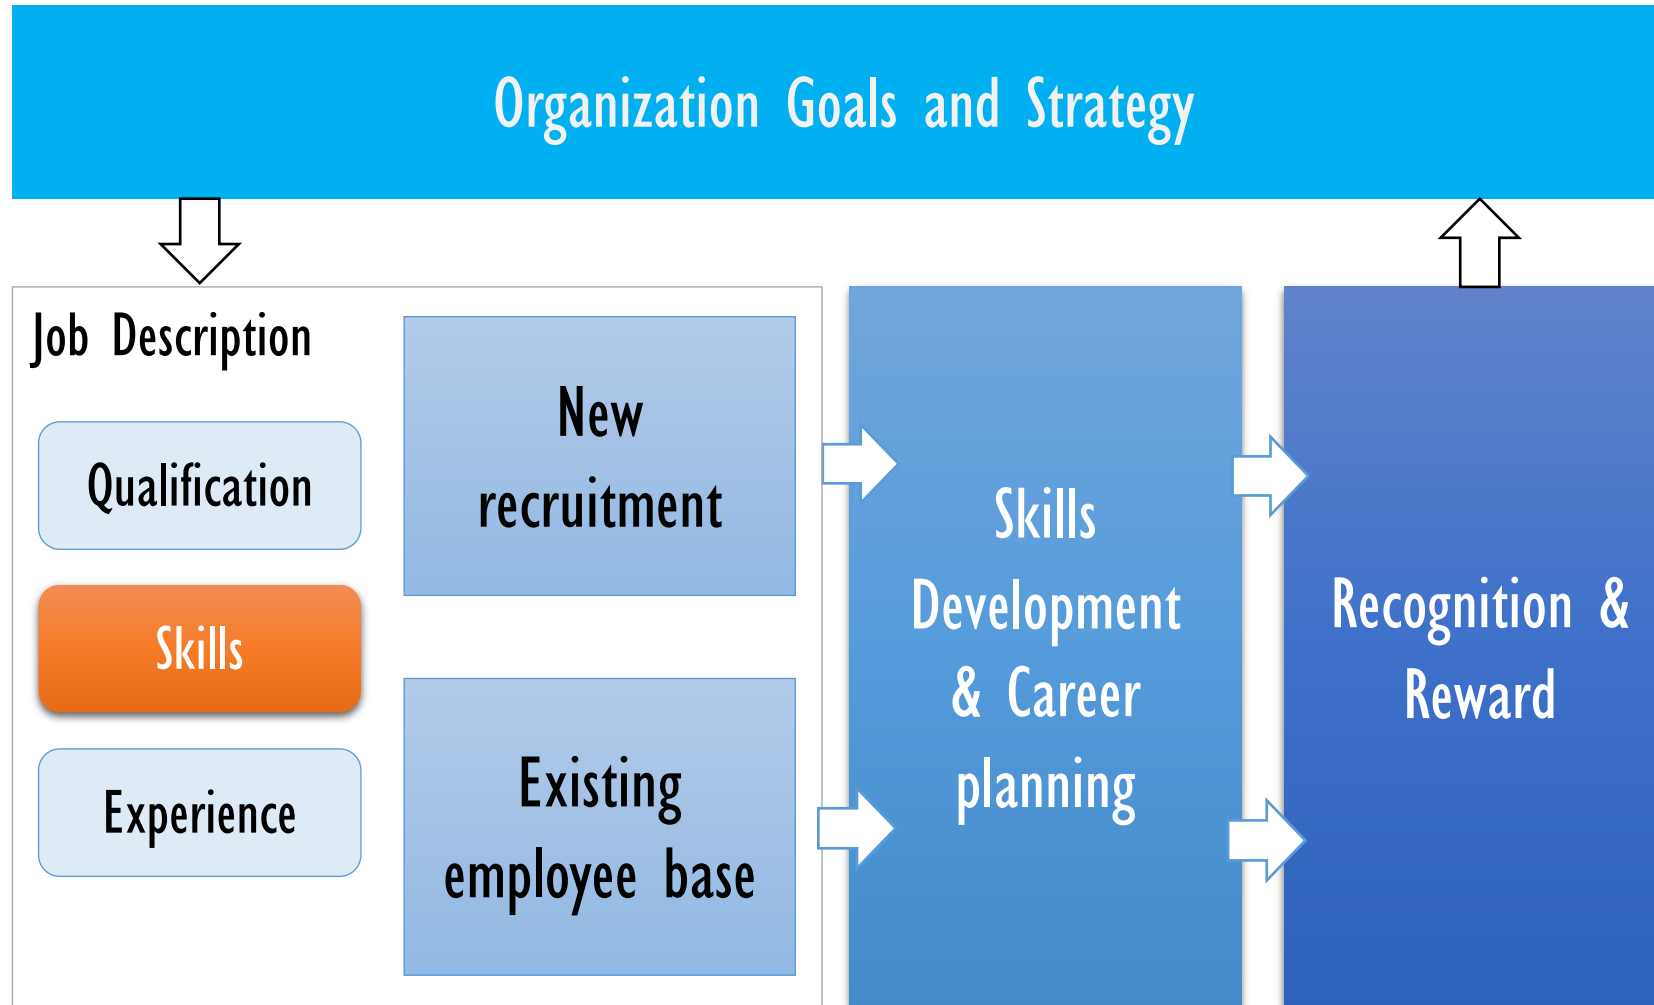 Organization Goals and Strategy
Job Description
Qualification
Skills
Experience
New
recruitment
Existing
employee base
Skills
Development
& Career
planning
Recognition &
Reward